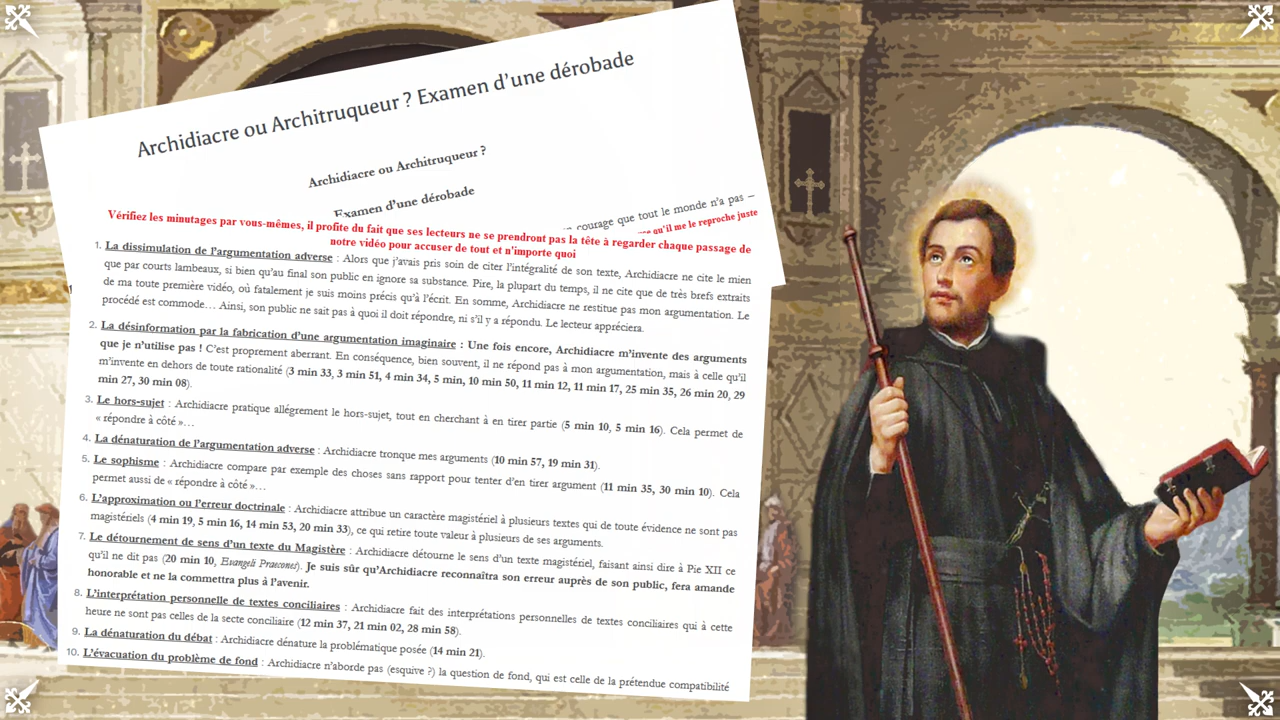 Archidiacre ou Architruqueur ? Examen d'une dérobade
Archidiacre ou Architruqueur ?
Examen d'une dérobade
courage que tout le monde n'a pas –
qu'il me le reproche juste
Vérifiez les minutages par vous-mêmes, il profite du fait que ses lecteurs ne se prendront pas la tête à regarder chaque passage de
notre vidéo pour accuser de tout et n'importe quoi
1. La dissimulation de l'argumentation adverse : Alors que j'avais pris soin de citer l'intégralité de son texte, Archidiacre ne cite le mien
que par courts lambeaux, si bien qu'au final son public en ignore sa substance. Pire, la plupart du temps, il ne cite que de très brefs extraits
de ma toute première vidéo, où fatalement je suis moins précis qu'à l'écrit. En somme, Archidiacre ne restitue pas mon argumentation. Le
procédé est commode… Ainsi, son public ne sait pas à quoi il doit répondre, ni s'il y a répondu. Le lecteur appréciera.
2. La désinformation par la fabrication d'une argumentation imaginaire : Une fois encore, Archidiacre m'invente des arguments
que je n'utilise pas ! C'est proprement aberrant. En conséquence, bien souvent, il ne répond pas à mon argumentation, mais à celle qu'il
m'invente en dehors de toute rationalité (3 min 33, 3 min 51, 4 min 34, 5 min, 10 min 50, 11 min 12, 11 min 17, 25 min 35, 26 min 20, 29
min 27, 30 min 08).
3. Le hors-sujet : Archidiacre pratique allégrement le hors-sujet, tout en cherchant à en tirer partie (5 min 10, 5 min 16). Cela permet de
« répondre à côté »…
4. La dénaturation de l'argumentation adverse : Archidiacre tronque mes arguments (10 min 57, 19 min 31).
5. Le sophisme : Archidiacre compare par exemple des choses sans rapport pour tenter d'en tirer argument (11 min 35, 30 min 10). Cela
permet aussi de « répondre à côté »…
6. L'approximation ou l'erreur doctrinale : Archidiacre attribue un caractère magistériel à plusieurs textes qui de toute évidence ne sont pas
magistériels (4 min 19, 5 min 16, 14 min 53, 20 min 33), ce qui retire toute valeur à plusieurs de ses arguments.
7. Le détournement de sens d'un texte du Magistère : Archidiacre détourne le sens d'un texte magistériel, faisant ainsi dire à Pie XII ce
qu'il ne dit pas (20 min 10, Evangeli Praecones). Je suis sûr qu'Archidiacre reconnaîtra son erreur auprès de son public, fera amande
honorable et ne la commettra plus à l'avenir.
8. L'interprétation personnelle de textes conciliaires : Archidiacre fait des interprétations personnelles de textes conciliaires qui à cette
heure ne sont pas celles de la secte conciliaire (12 min 37, 21 min 02, 28 min 58).
9. La dénaturation du débat : Archidiacre dénature la problématique posée (14 min 21).
10. L'évacuation du problème de fond : Archidiacre n'aborde pas (esquive ?) la question de fond, qui est celle de la prétendue compatibilité